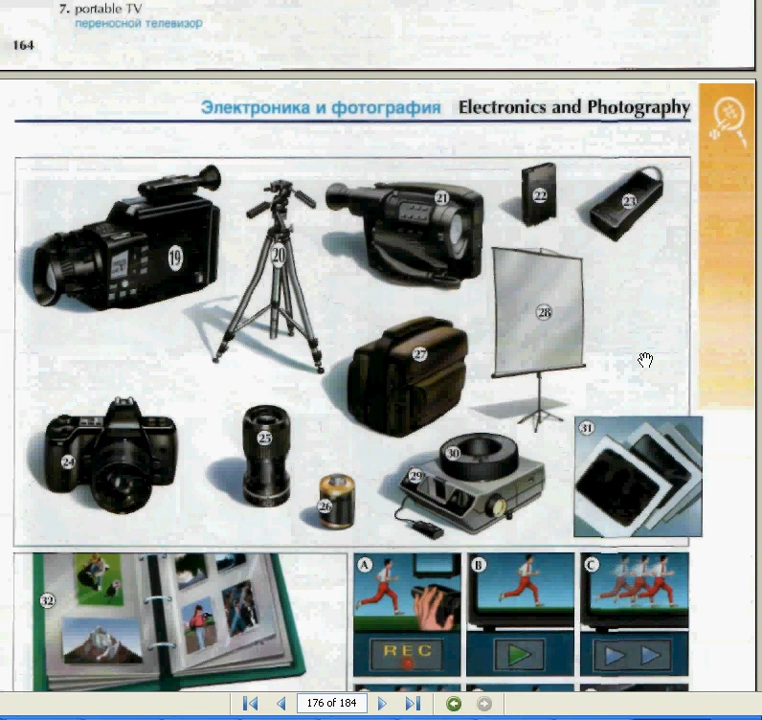 7. portable TV
переносной телевизор
164
Электроника и фотография Electronics and Photography
19
20
21
22
23
24
25
26
27
28
29
30
31
32
A
B
C
REC
176 of 184